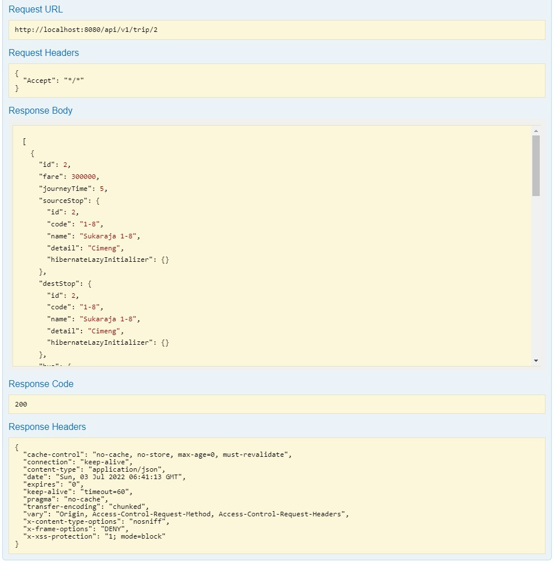 Request URL
http://localhost:8080/api/v1/trip/2
Request Headers
{
"Accept": "*/*"
}
Response Body
[
{
"id": 2,
"fare": 300000,
"journeyTime": 5,
"sourceStop": {
"id": 2,
"code": "1-8",
"name": "Sukaraja 1-8",
"detail": "Cimeng",
"hibernateLazyInitializer": {}
},
"destStop": {
"id": 2,
"code": "1-8",
"name": "Sukaraja 1-8",
"detail": "Cimeng",
"hibernateLazyInitializer": {}
},
Response Code
200
Response Headers
{
"cache-control": "no-cache, no-store, max-age=0, must-revalidate",
"connection": "keep-alive",
"content-type": "application/json",
"date": "Sun, 03 Jul 2022 06:41:13 GMT",
"expires": "0",
"keep-alive": "timeout=60",
"pragma": "no-cache",
"transfer-encoding": "chunked",
"vary": "Origin, Access-Control-Request-Method, Access-Control-Request-Headers",
"x-content-type-options": "nosniff",
"x-frame-options": "DENY",
"x-xss-protection": "1; mode=block"
}